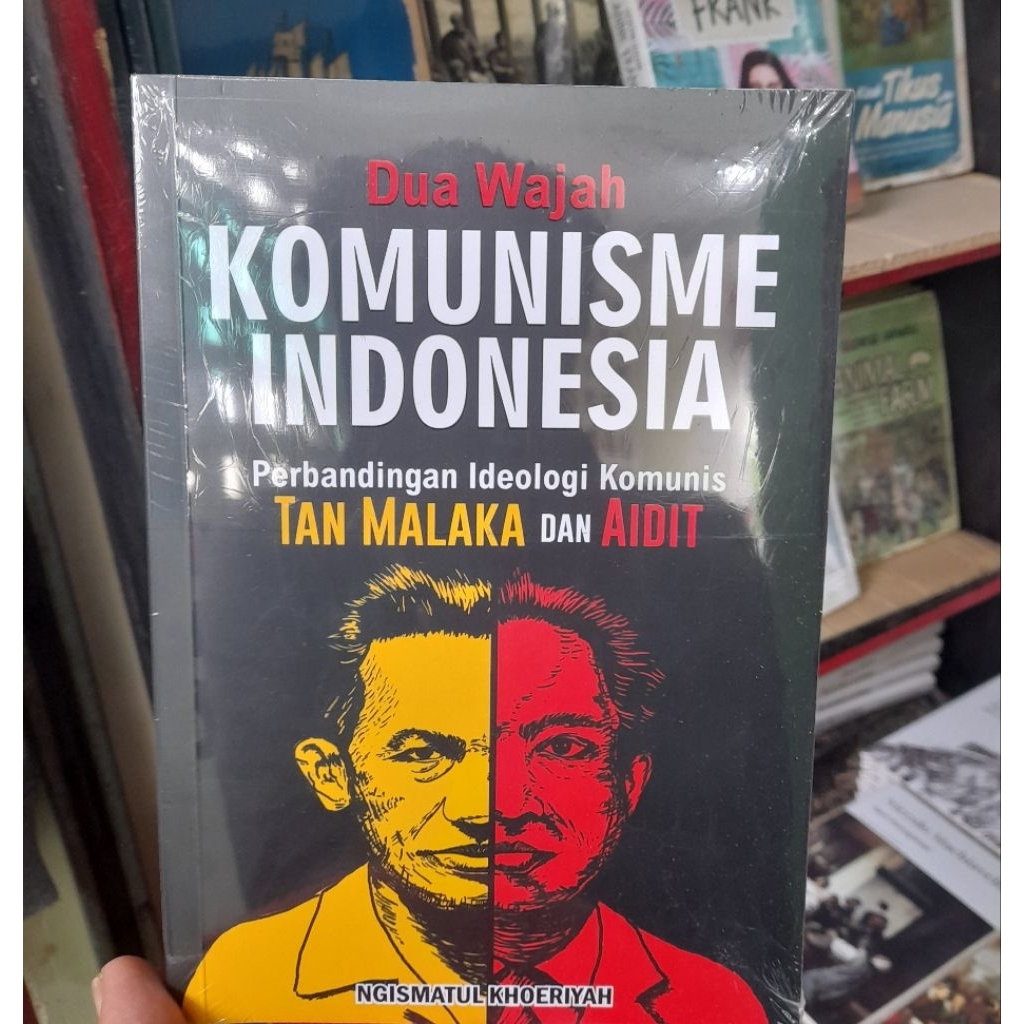 Dua Wajah
KOMUNISME
INDONESIA
Perbandingan Ideologi Komunis
TAN MALAKA DAN AIDIT
NGISMATUL KHOERIYAH
FRANK
Tikus
Manusia